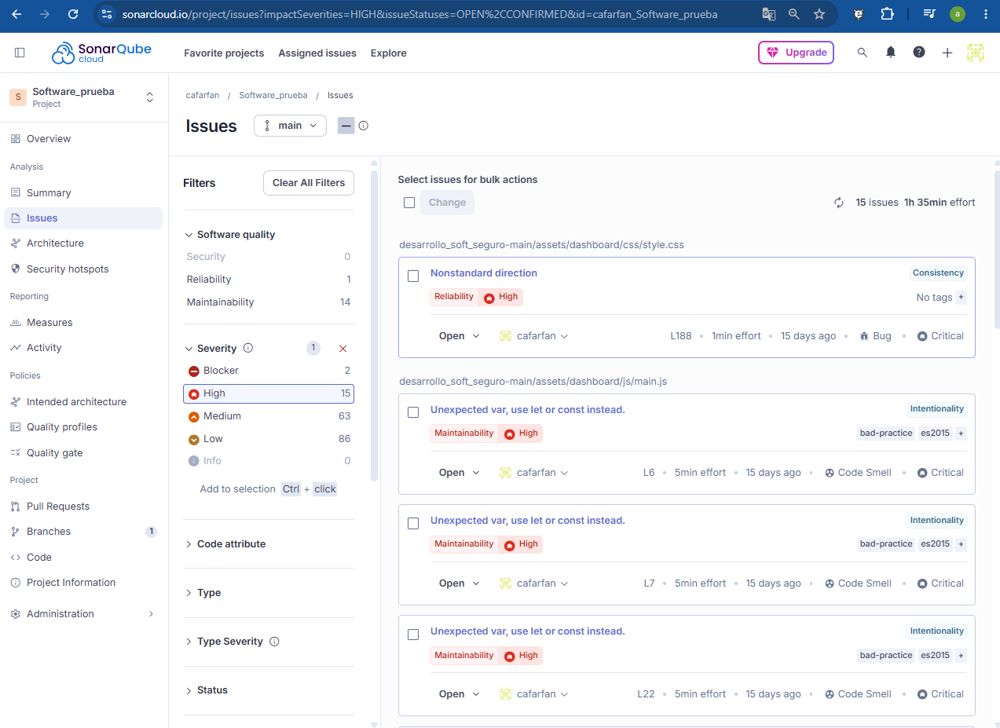 sonarcloud.io/project/issues?impactSeverities=HIGH&issueStatuses=OPEN%2CCONFIRMED&id=cafarfan_Software_prueba
a
SonarQube cloud
Favorite projects Assigned issues Explore
Upgrade
S
Software_prueba
Project
Overview
Analysis
Summary
Issues
Architecture
Security hotspots
Reporting
Measures
Activity
Policies
Intended architecture
Quality profiles
Quality gate
Project
Pull Requests
Branches 1
Code
Project Information
Administration
cafarfan / Software_prueba / Issues
Issues main
Filters Clear All Filters
Software quality
Security 0
Reliability 1
Maintainability 14
Severity 1
Blocker 2
High 15
Medium 63
Low 86
Info 0
Add to selection Ctrl + click
Code attribute
Type
Type Severity
Status
Select issues for bulk actions
Change 15 issues 1h 35min effort
desarrollo_soft_seguro-main/assets/dashboard/css/style.css
Nonstandard direction Consistency
Reliability High No tags +
Open cafarfan L188 • 1min effort • 15 days ago • Bug • Critical
desarrollo_soft_seguro-main/assets/dashboard/js/main.js
Unexpected var, use let or const instead. Intentionality
Maintainability High bad-practice es2015 +
Open cafarfan L6 • 5min effort • 15 days ago • Code Smell • Critical
Unexpected var, use let or const instead. Intentionality
Maintainability High bad-practice es2015 +
Open cafarfan L7 • 5min effort • 15 days ago • Code Smell • Critical
Unexpected var, use let or const instead. Intentionality
Maintainability High bad-practice es2015 +
Open cafarfan L22 • 5min effort • 15 days ago • Code Smell • Critical